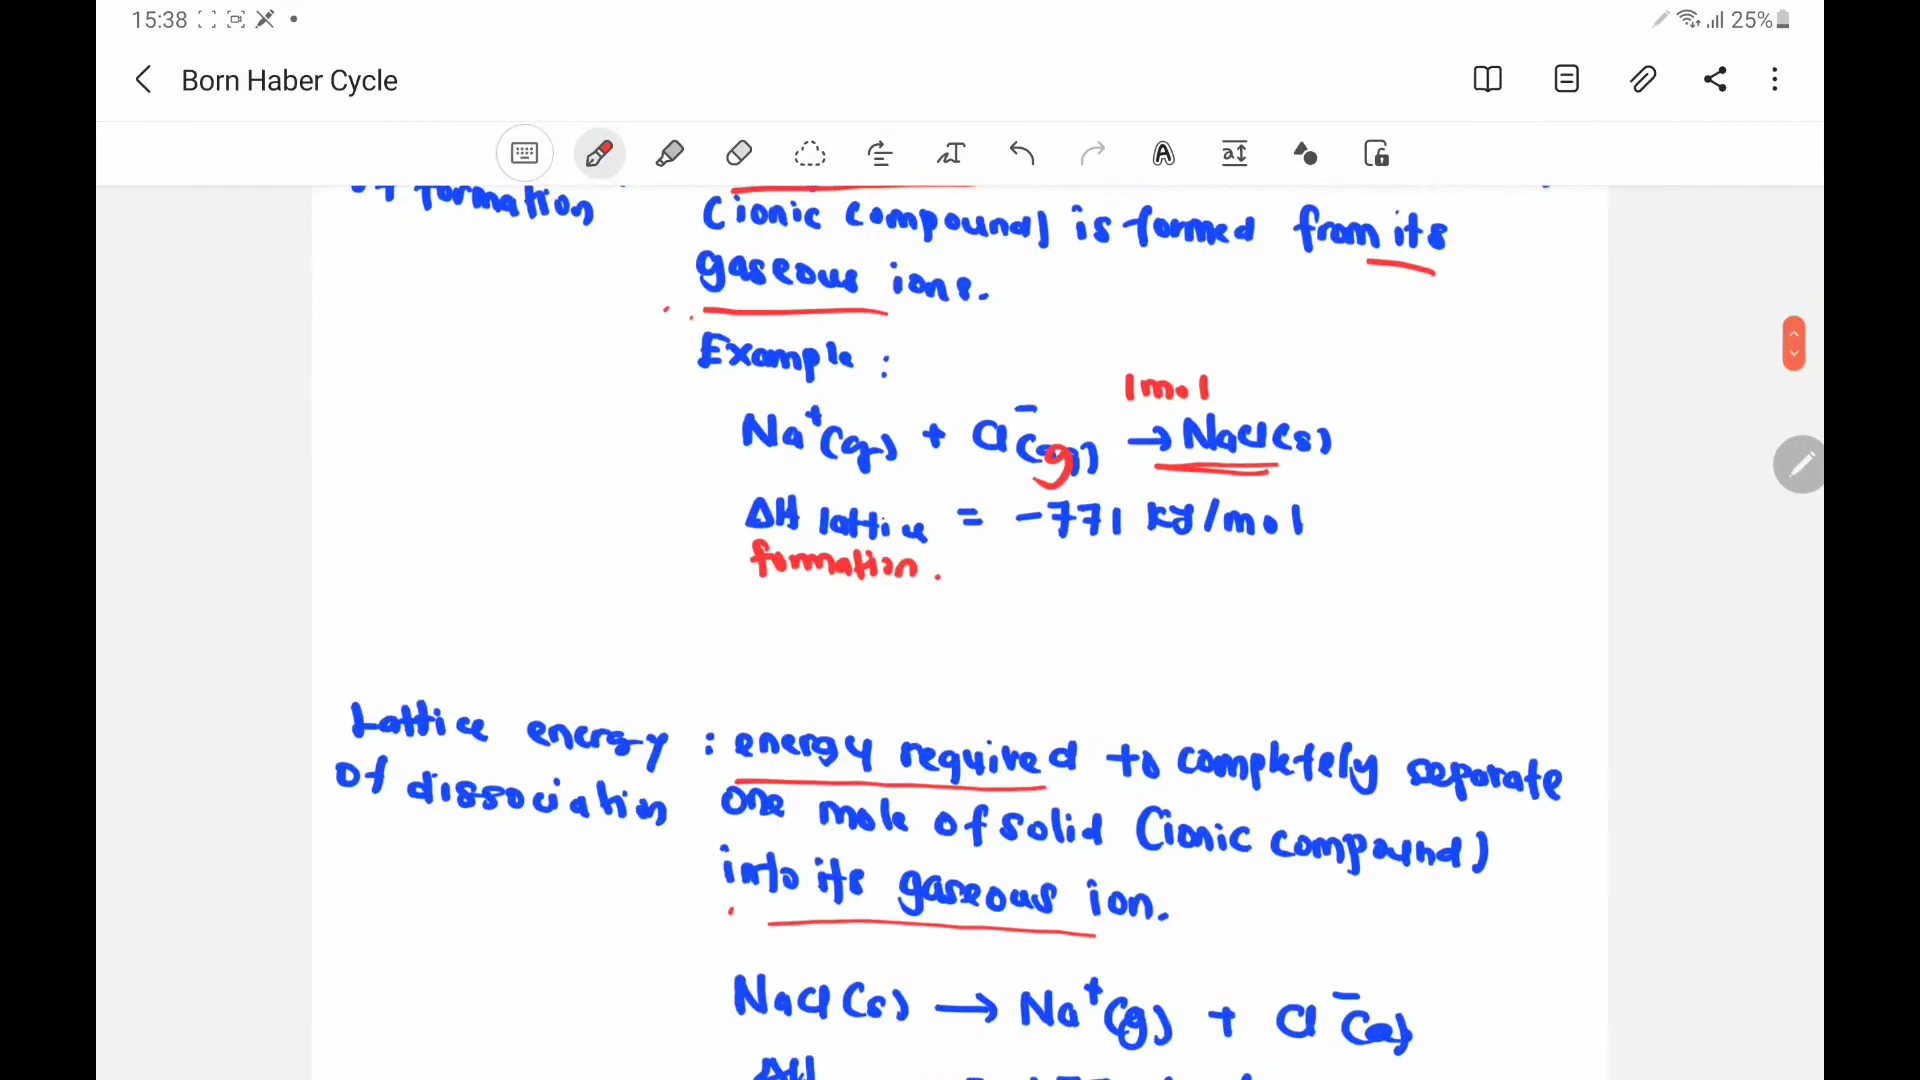 15:38
25%
Born Haber Cycle
of formation
(ionic compound) is formed from its
gaseous ions.
Example :
1mol
Na⁺(g) + Cl⁻(g) → NaCl(s)
ΔH lattice = -771 kJ/mol
formation.
Lattice energy : energy required to completely separate
of dissociation one mole of solid (ionic compound)
into its gaseous ion.
NaCl(s) → Na⁺(g) + Cl⁻(g)
ΔH